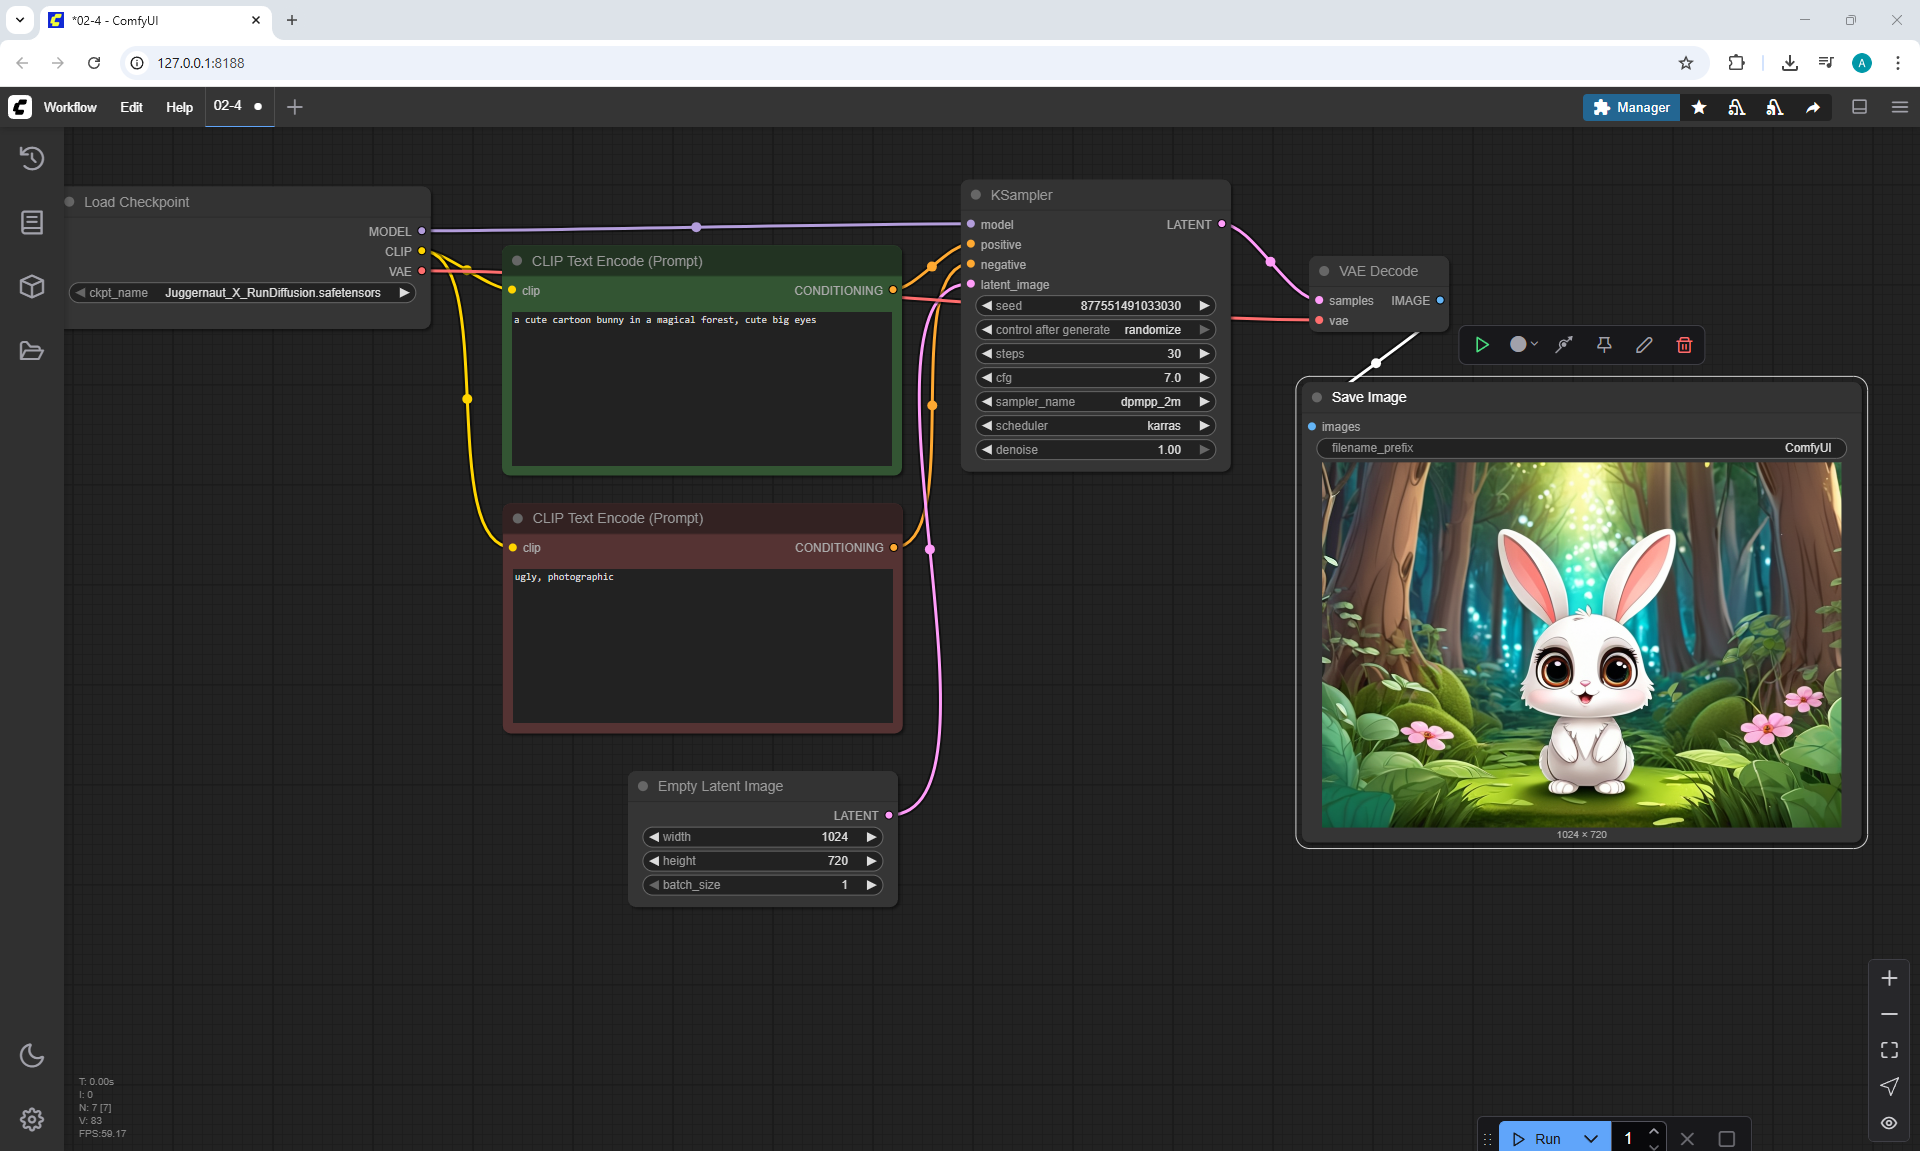 *02-4 - ComfyUI
127.0.0.1:8188
Workflow Edit Help 02-4
Manager
A
Load Checkpoint
MODEL
CLIP
VAE
ckpt_name Juggernaut_X_RunDiffusion.safetensors
CLIP Text Encode (Prompt)
clip CONDITIONING
a cute cartoon bunny in a magical forest, cute big eyes
CLIP Text Encode (Prompt)
clip CONDITIONING
ugly, photographic
Empty Latent Image
LATENT
width 1024
height 720
batch_size 1
KSampler
model LATENT
positive
negative
latent_image
seed 877551491033030
control after generate randomize
steps 30
cfg 7.0
sampler_name dpmpp_2m
scheduler karras
denoise 1.00
VAE Decode
samples IMAGE
vae
Save Image
images
filename_prefix ComfyUI
1024 × 720
T: 0.00s
I: 0
N: 7 [7]
V: 83
FPS:59.17
Run 1